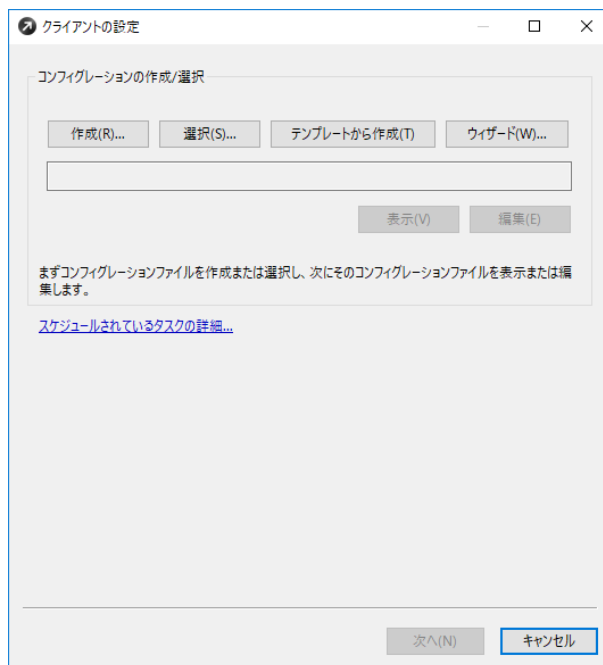 クライアントの設定
コンフィグレーションの作成/選択
作成(R)... 選択(S)... テンプレートから作成(T) ウィザード(W)...
表示(V) 編集(E)
まずコンフィグレーションファイルを作成または選択し、次にそのコンフィグレーションファイルを表示または編
集します。
スケジュールされているタスクの詳細...
次へ(N) キャンセル